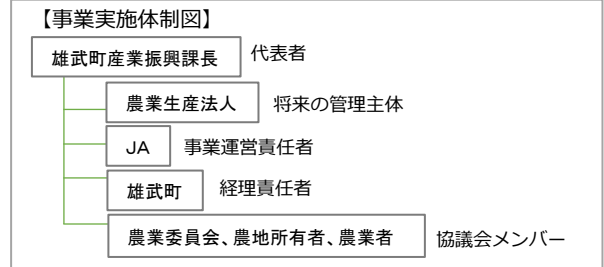 【事業実施体制図】
雄武町産業振興課長 代表者
農業生産法人 将来の管理主体
JA 事業運営責任者
雄武町 経理責任者
農業委員会、農地所有者、農業者 協議会メンバー